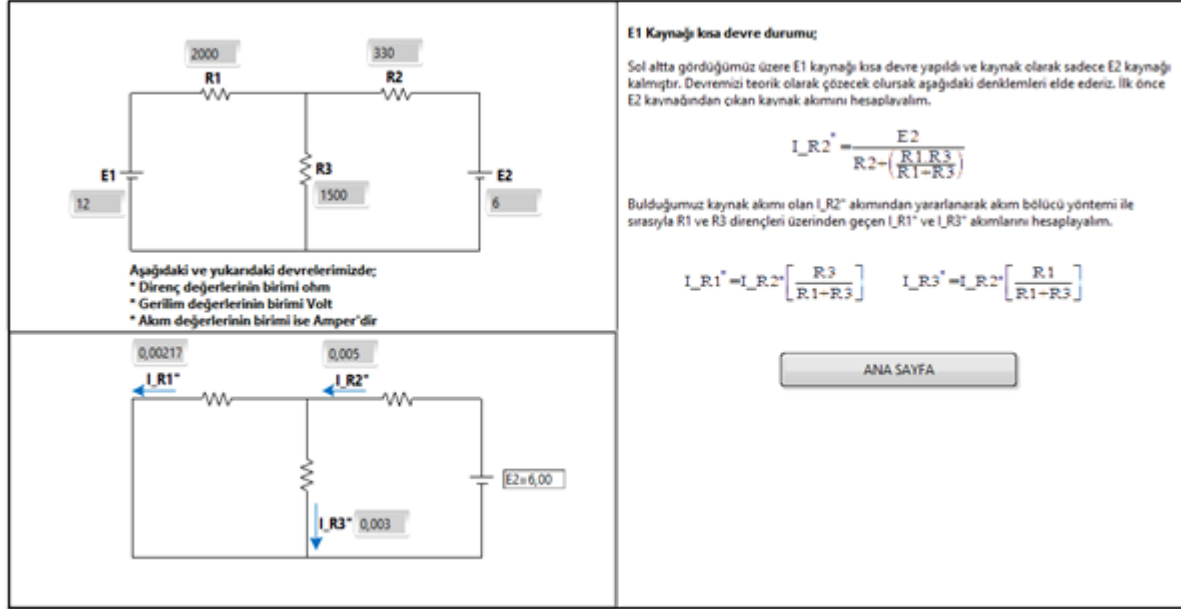 2000
R1
330
R2
E1
12
R3
1500
E2
6
Aşağıdaki ve yukarıdaki devrelerimizde;
* Direnç değerlerinin birimi ohm
* Gerilim değerlerinin birimi Volt
* Akım değerlerinin birimi ise Amper'dir
0,00217
I_R1"
0,005
I_R2"
E2=6,00
I_R3" 0,003
E1 Kaynağı kısa devre durumu;
Sol altta gördüğümüz üzere E1 kaynağı kısa devre yapıldı ve kaynak olarak sadece E2 kaynağı
kalmıştır. Devremizi teorik olarak çözecek olursak aşağıdaki denklemleri elde ederiz. İlk önce
E2 kaynağından çıkan kaynak akımını hesaplayalım.
I_R2"=E2/(R2+(R1.R3/(R1+R3)))
Bulduğumuz kaynak akımı olan I_R2" akımından yararlanarak akım bölücü yöntemi ile
sırasıyla R1 ve R3 dirençleri üzerinden geçen I_R1" ve I_R3" akımlarını hesaplayalım.
I_R1"=I_R2"[R3/(R1+R3)] I_R3"=I_R2"[R1/(R1+R3)]
ANA SAYFA